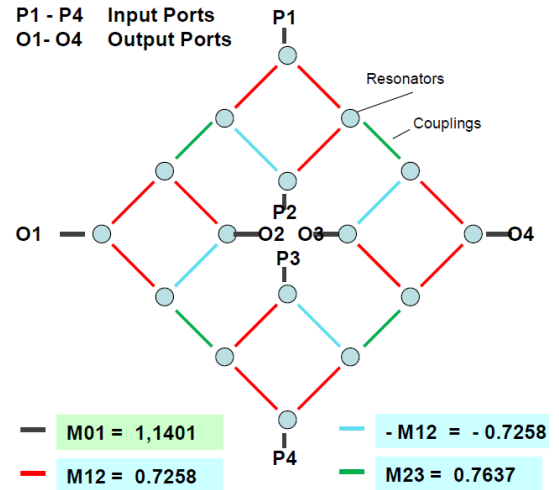 P1 - P4 Input Ports
O1- O4 Output Ports
P1
Resonators
Couplings
P2
O1
O2
O3
O4
P3
P4
M01 = 1,1401
- M12 = - 0.7258
M12 = 0.7258
M23 = 0.7637